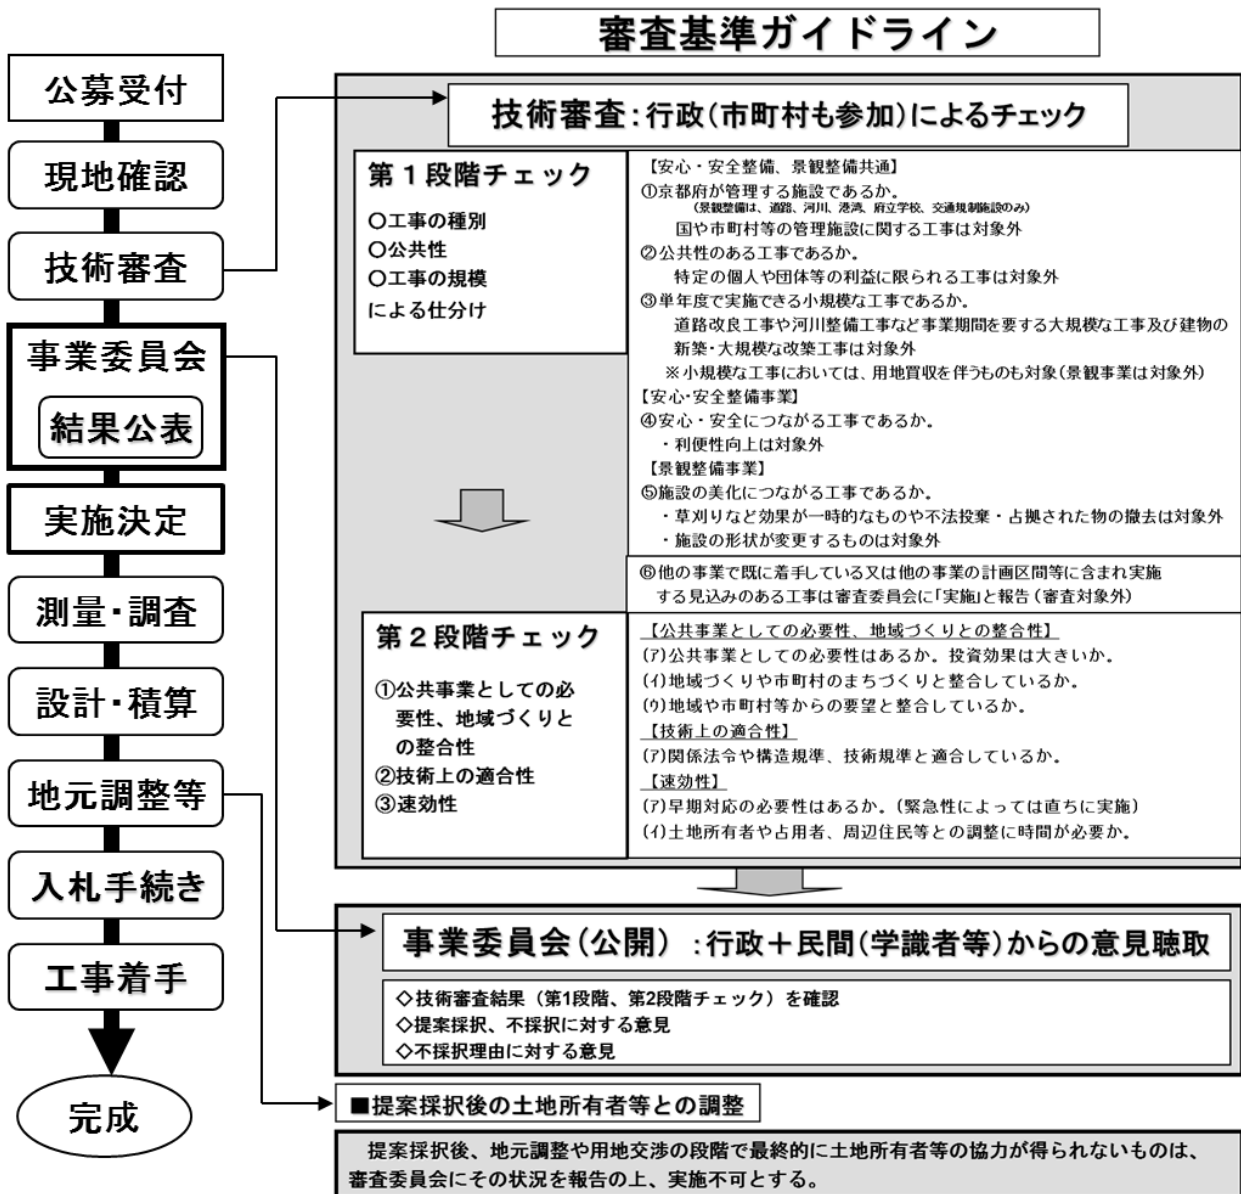 審査基準ガイドライン
公募受付
現地確認
技術審査
事業委員会
結果公表
実施決定
測量・調査
設計・積算
地元調整等
入札手続き
工事着手
完成
技術審査：行政（市町村も参加）によるチェック
第１段階チェック
〇工事の種別
〇公共性
〇工事の規模
による仕分け
【安心・安全整備、景観整備共通】
①京都府が管理する施設であるか。
（景観整備は、道路、河川、港湾、府立学校、交通規制施設のみ）
国や市町村等の管理施設に関する工事は対象外
②公共性のある工事であるか。
特定の個人や団体等の利益に限られる工事は対象外
③単年度で実施できる小規模な工事であるか。
道路改良工事や河川整備工事など事業期間を要する大規模な工事及び建物の
新築・大規模な改築工事は対象外
※小規模な工事においては、用地買収を伴うものも対象（景観事業は対象外）
【安心・安全整備事業】
④安心・安全につながる工事であるか。
・利便性向上は対象外
【景観整備事業】
⑤施設の美化につながる工事であるか。
・草刈りなど効果が一時的なものや不法投棄・占拠された物の撤去は対象外
・施設の形状が変更するものは対象外
⑥他の事業で既に着手している又は他の事業の計画区間等に含まれ実施
する見込みのある工事は審査委員会に「実施」と報告（審査対象外）
第２段階チェック
①公共事業としての必
要性、地域づくりと
の整合性
②技術上の適合性
③速効性
【公共事業としての必要性、地域づくりとの整合性】
(ｱ)公共事業としての必要性はあるか。投資効果は大きいか。
(ｲ)地域づくりや市町村のまちづくりと整合しているか。
(ｳ)地域や市町村等からの要望と整合しているか。
【技術上の適合性】
(ｱ)関係法令や構造規準、技術規準と適合しているか。
【速効性】
(ｱ)早期対応の必要性はあるか。（緊急性によっては直ちに実施）
(ｲ)土地所有者や占用者、周辺住民等との調整に時間が必要か。
事業委員会（公開）：行政＋民間（学識者等）からの意見聴取
◇技術審査結果（第1段階、第2段階チェック）を確認
◇提案採択、不採択に対する意見
◇不採択理由に対する意見
■提案採択後の土地所有者等との調整
提案採択後、地元調整や用地交渉の段階で最終的に土地所有者等の協力が得られないものは、
審査委員会にその状況を報告の上、実施不可とする。